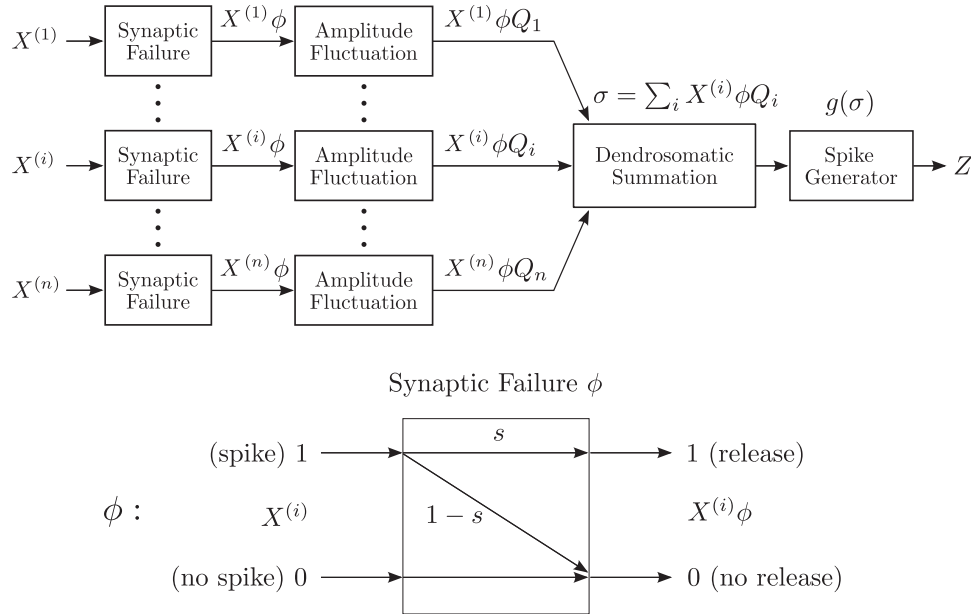 X^{(1)}
Synaptic
Failure
X^{(1)}ϕ
Amplitude
Fluctuation
X^{(1)}ϕQ_1
σ = ∑_i X^{(i)}ϕQ_i
g(σ)
X^{(i)}
Synaptic
Failure
X^{(i)}ϕ
Amplitude
Fluctuation
X^{(i)}ϕQ_i
Dendrosomatic
Summation
Spike
Generator
Z
X^{(n)}
Synaptic
Failure
X^{(n)}ϕ
Amplitude
Fluctuation
X^{(n)}ϕQ_n
Synaptic Failure ϕ
(spike) 1
s
1 (release)
ϕ :
X^{(i)}
1 − s
X^{(i)}ϕ
(no spike) 0
0 (no release)